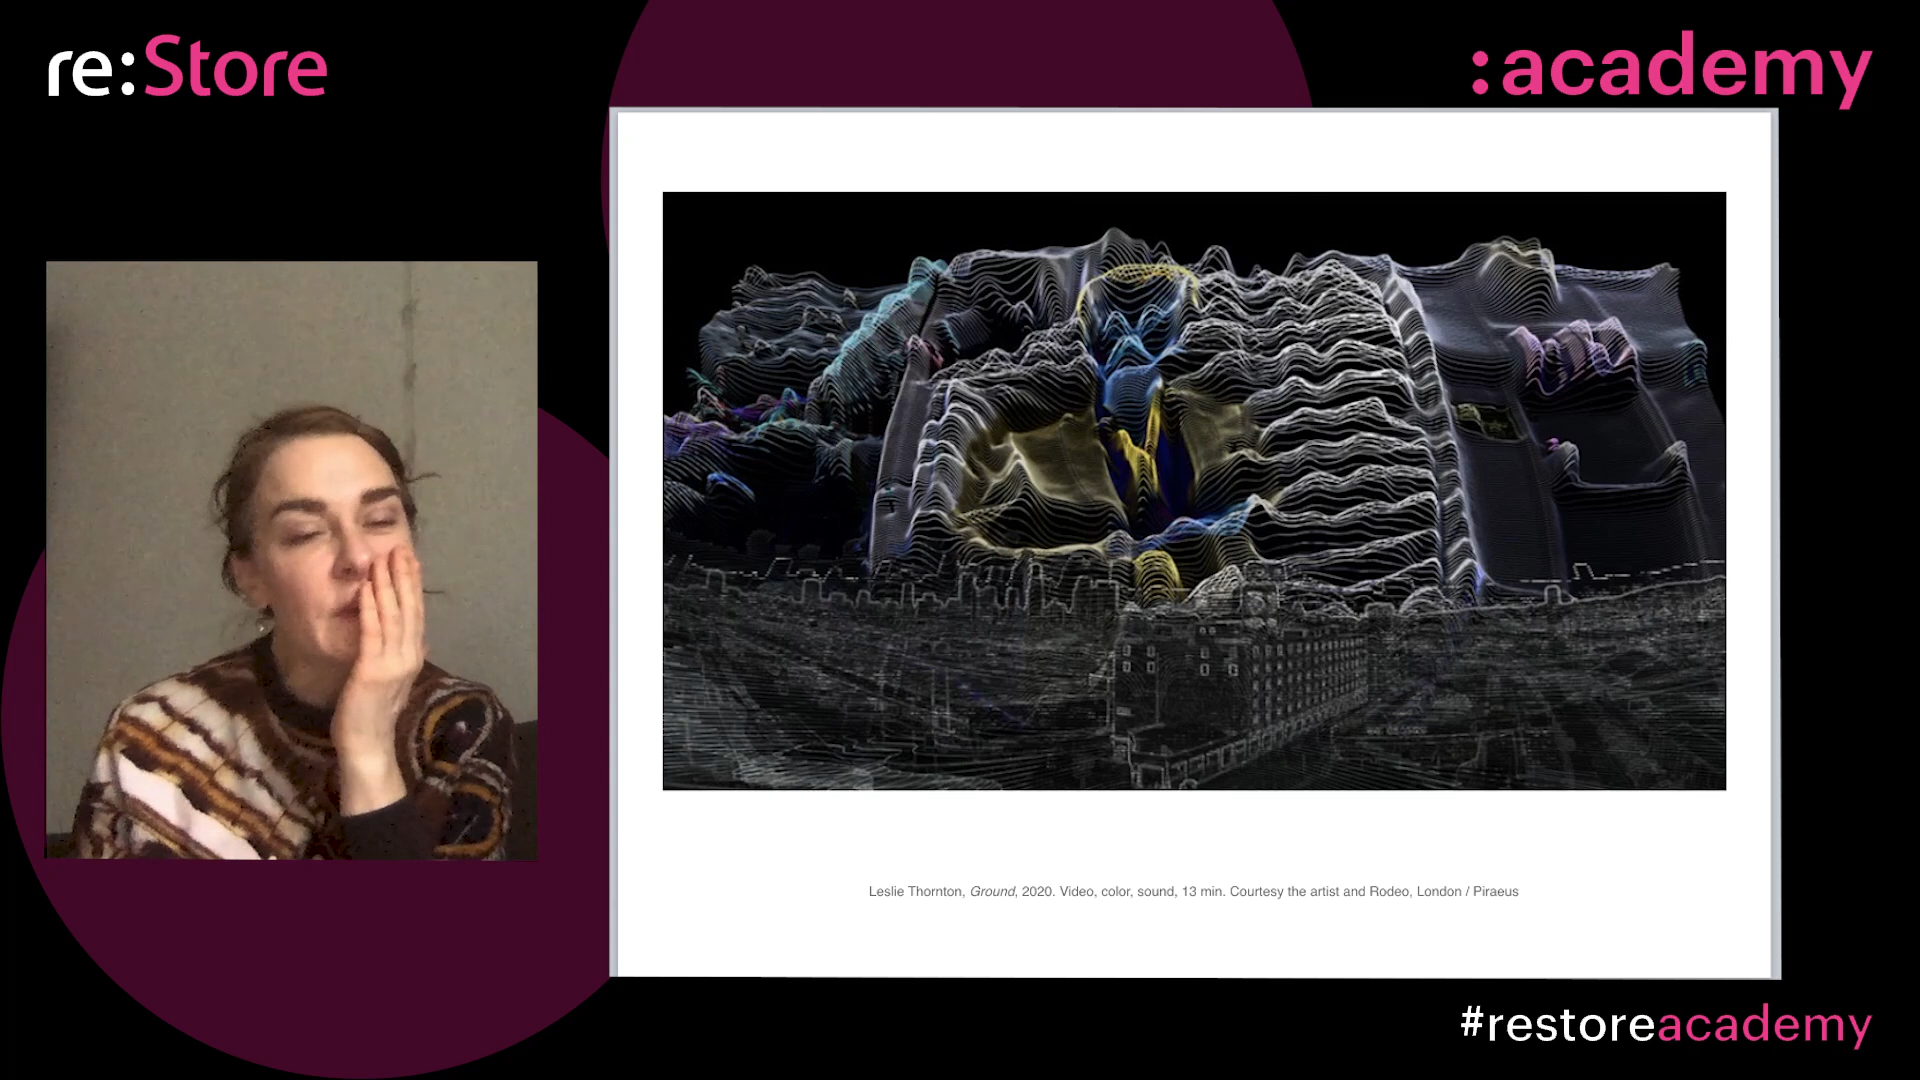 re:Store
:academy
Leslie Thornton, Ground, 2020. Video, color, sound, 13 min. Courtesy the artist and Rodeo, London / Piraeus
#restoreacademy